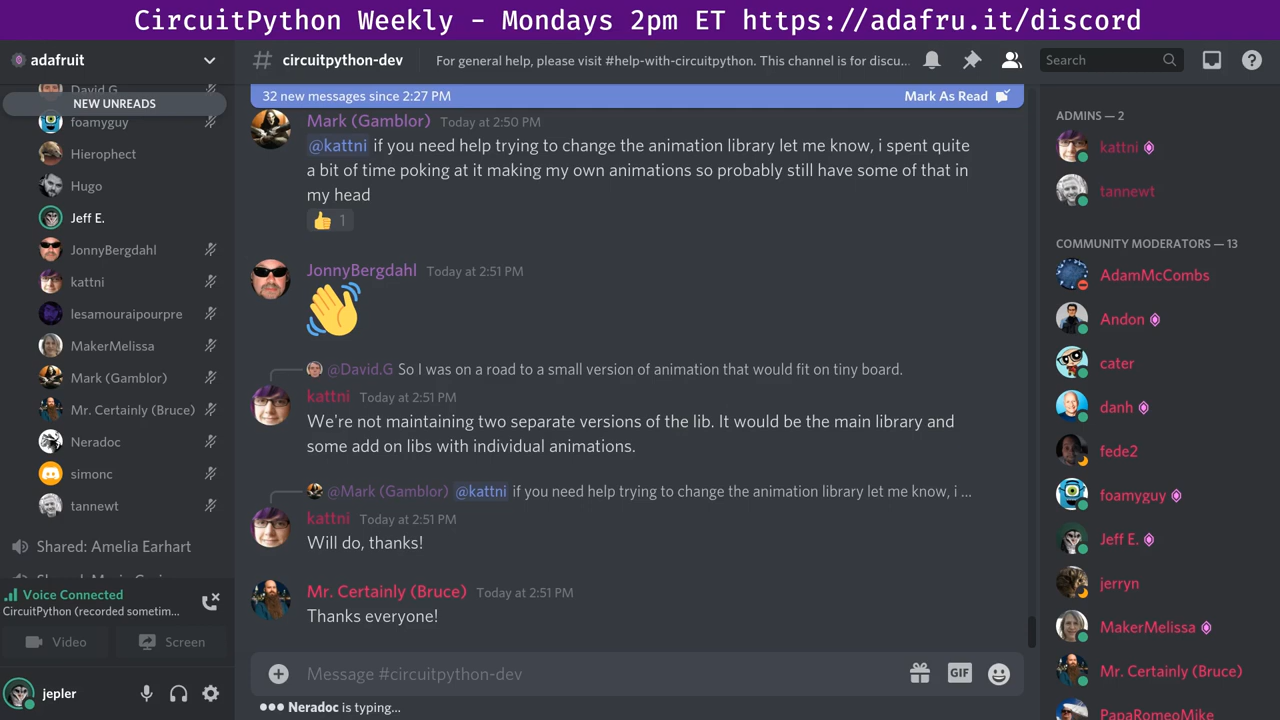 CircuitPython Weekly - Mondays 2pm ET https://adafru.it/discord
adafruit
David.G
NEW UNREADS
foamyguy
Hierophect
Hugo
Jeff E.
JonnyBergdahl
kattni
lesamouraipourpre
MakerMelissa
Mark (Gamblor)
Mr. Certainly (Bruce)
Neradoc
simonc
tannewt
Shared: Amelia Earhart
Voice Connected
CircuitPython (recorded sometim...
Video
Screen
jepler
# circuitpython-dev
For general help, please visit #help-with-circuitpython. This channel is for discu...
Search
32 new messages since 2:27 PM
Mark As Read
Mark (Gamblor) Today at 2:50 PM
@kattni if you need help trying to change the animation library let me know, i spent quite
a bit of time poking at it making my own animations so probably still have some of that in
my head
1
JonnyBergdahl Today at 2:51 PM
@David.G So I was on a road to a small version of animation that would fit on tiny board.
kattni Today at 2:51 PM
We're not maintaining two separate versions of the lib. It would be the main library and
some add on libs with individual animations.
@Mark (Gamblor) @kattni if you need help trying to change the animation library let me know, i ...
kattni Today at 2:51 PM
Will do, thanks!
Mr. Certainly (Bruce) Today at 2:51 PM
Thanks everyone!
Message #circuitpython-dev
GIF
Neradoc is typing...
ADMINS — 2
kattni
tannewt
COMMUNITY MODERATORS — 13
AdamMcCombs
Andon
cater
danh
fede2
foamyguy
Jeff E.
jerryn
MakerMelissa
Mr. Certainly (Bruce)
PapaRomeoMike